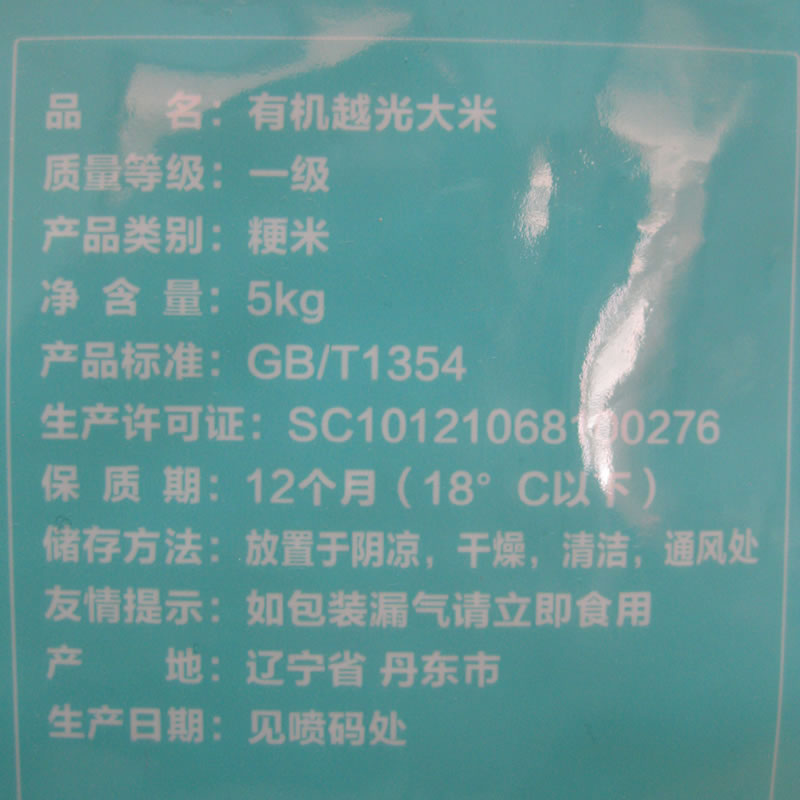 品 名：有机越光大米
质量等级：一级
产品类别：粳米
净含量：5kg
产品标准：GB/T1354
生产许可证：SC10121068100276
保质期：12个月（18°C以下）
储存方法：放置于阴凉，干燥，清洁，通风处
友情提示：如包装漏气请立即食用
产 地：辽宁省 丹东市
生产日期：见喷码处